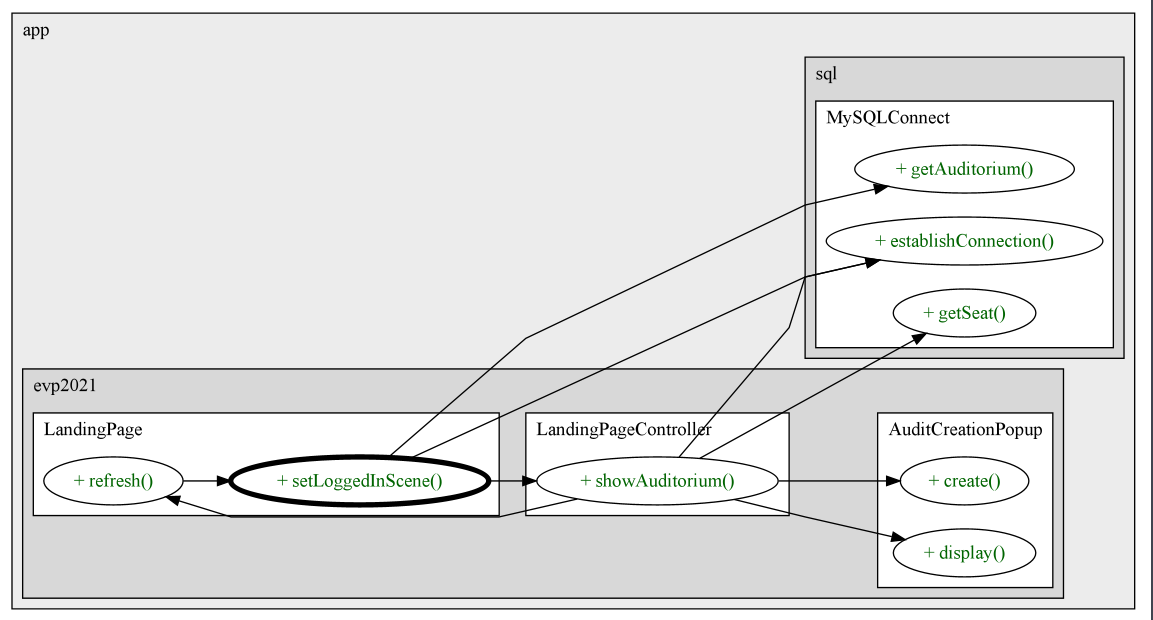 app
sql
MySQLConnect
+ getAuditorium()
+ establishConnection()
+ getSeat()
evp2021
LandingPage
+ refresh()
+ setLoggedInScene()
LandingPageController
+ showAuditorium()
AuditCreationPopup
+ create()
+ display()